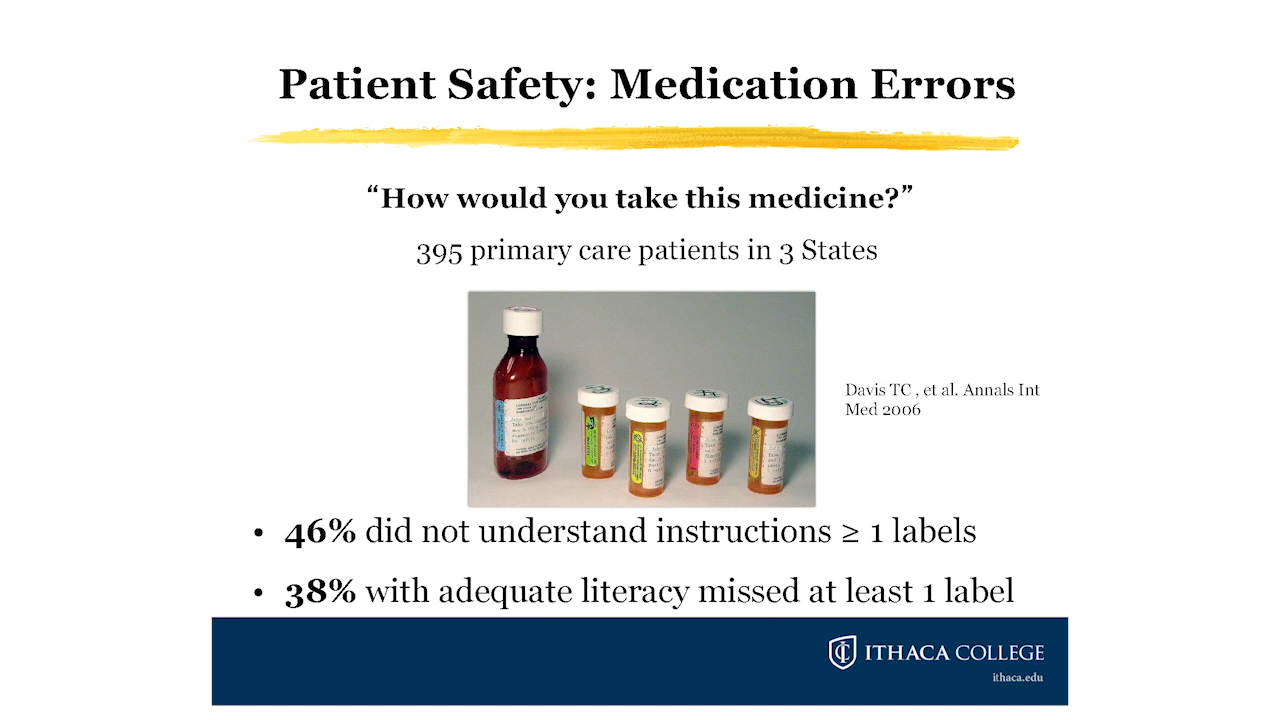 Patient Safety: Medication Errors
“How would you take this medicine?”
395 primary care patients in 3 States
Davis TC , et al. Annals Int
Med 2006
• 46% did not understand instructions ≥ 1 labels
• 38% with adequate literacy missed at least 1 label
ITHACA COLLEGE
ithaca.edu